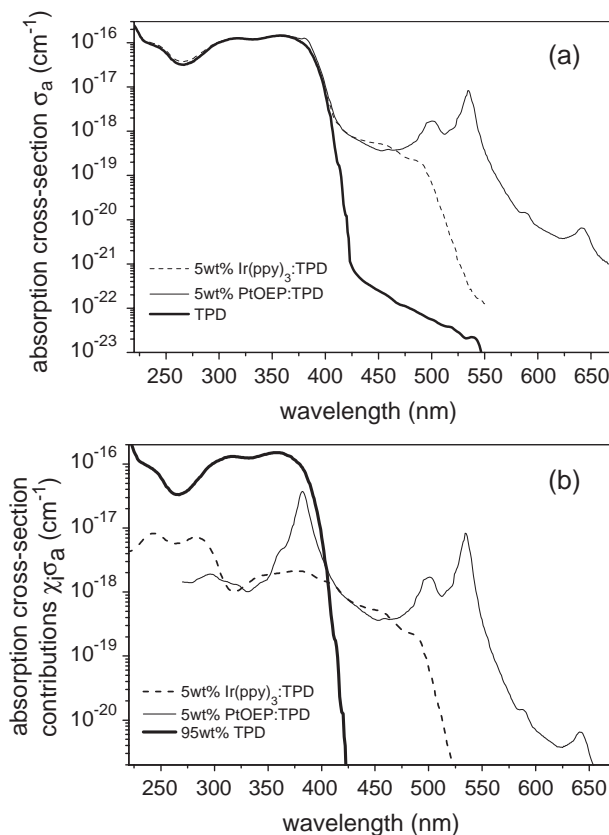 (a)
absorption cross-section σₐ (cm⁻¹)
10⁻¹⁶
10⁻¹⁷
10⁻¹⁸
10⁻¹⁹
10⁻²⁰
10⁻²¹
10⁻²²
10⁻²³
5wt% Ir(ppy)₃:TPD
5wt% PtOEP:TPD
TPD
250 300 350 400 450 500 550 600 650
wavelength (nm)
(b)
absorption cross-section
contributions χᵢσₐ (cm⁻¹)
10⁻¹⁶
10⁻¹⁷
10⁻¹⁸
10⁻¹⁹
10⁻²⁰
5wt% Ir(ppy)₃:TPD
5wt% PtOEP:TPD
95wt% TPD
250 300 350 400 450 500 550 600 650
wavelength (nm)